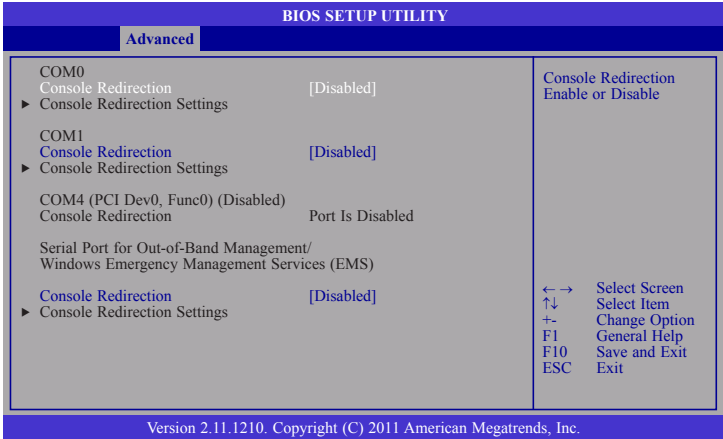 BIOS SETUP UTILITY
Advanced
COM0
Console Redirection [Disabled]
► Console Redirection Settings
COM1
Console Redirection [Disabled]
► Console Redirection Settings
COM4 (PCI Dev0, Func0) (Disabled)
Console Redirection Port Is Disabled
Serial Port for Out-of-Band Management/
Windows Emergency Management Services (EMS)
Console Redirection [Disabled]
► Console Redirection Settings
Console Redirection
Enable or Disable
←→ Select Screen
↑↓ Select Item
+- Change Option
F1 General Help
F10 Save and Exit
ESC Exit
Version 2.11.1210. Copyright (C) 2011 American Megatrends, Inc.